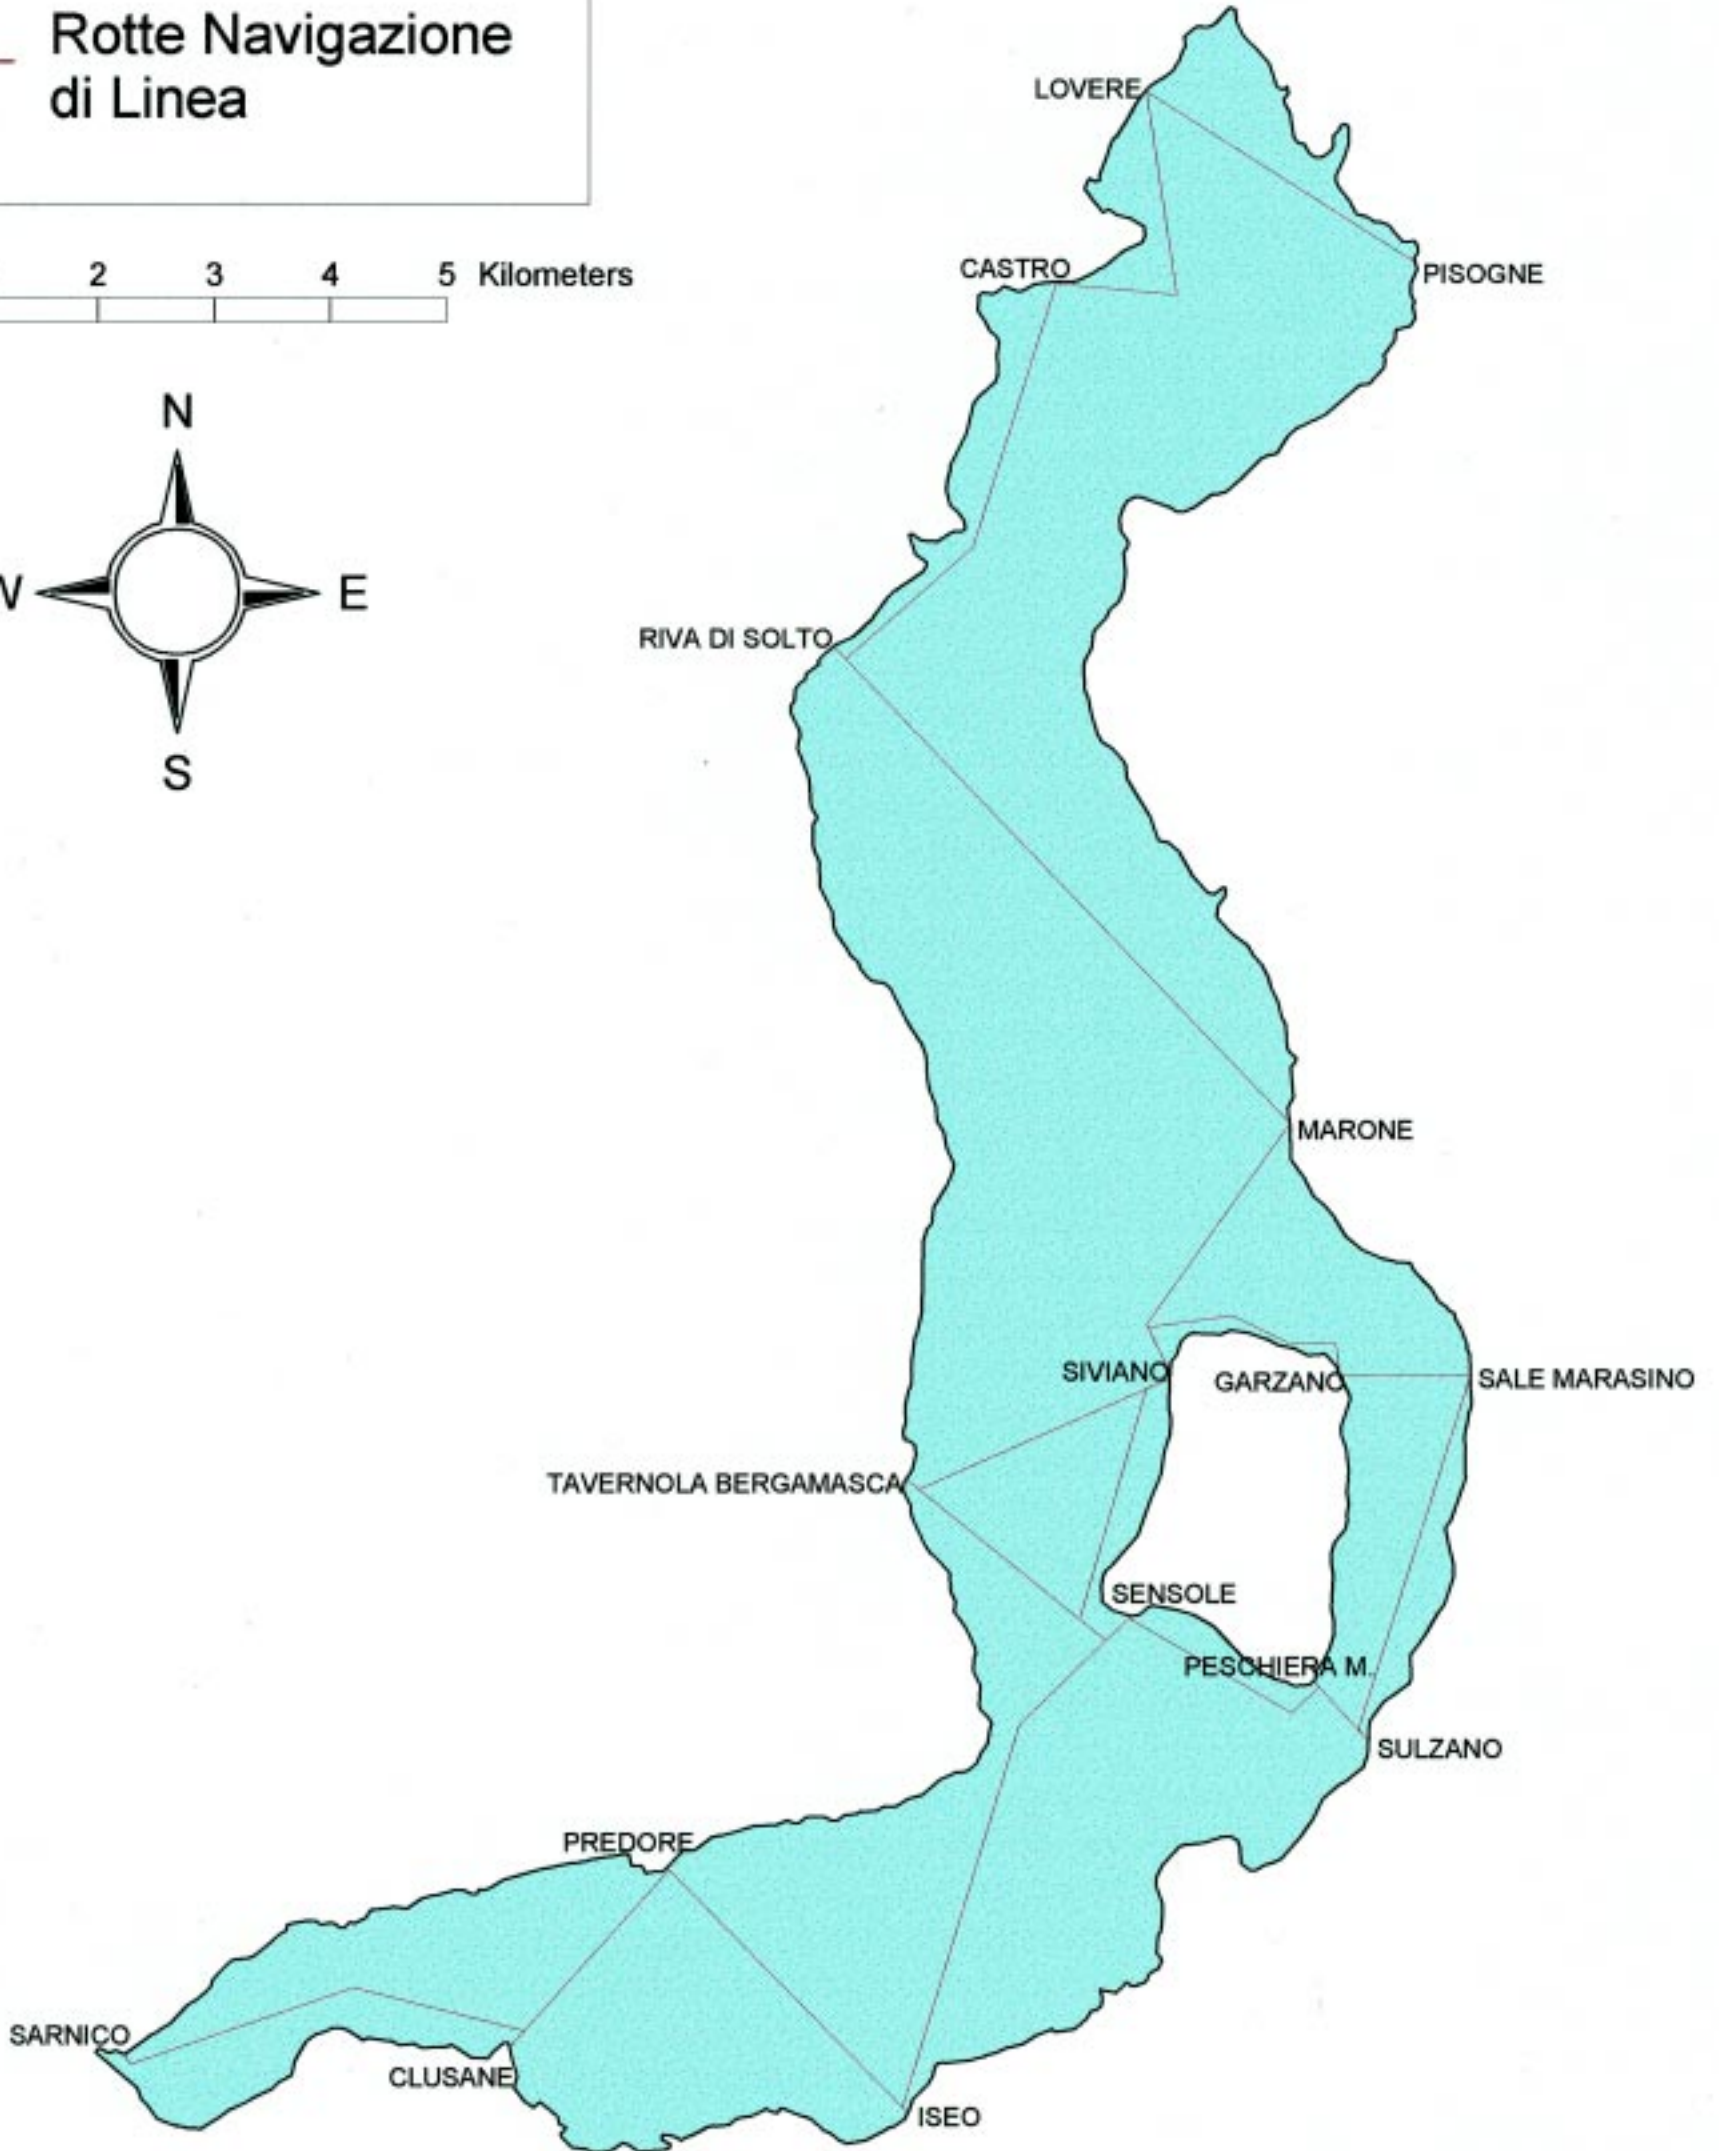 Rotte Navigazione
di Linea
LOVERE
CASTRO
PISOGNE
2 3 4 5 Kilometers
N
E
S
RIVA DI SOLTO
MARONE
SIVIANO
GARZANO
SALE MARASINO
TAVERNOLA BERGAMASCA
SENSOLE
PESCHIERA M.
SULZANO
PREDORE
SARNICO
CLUSANE
ISEO